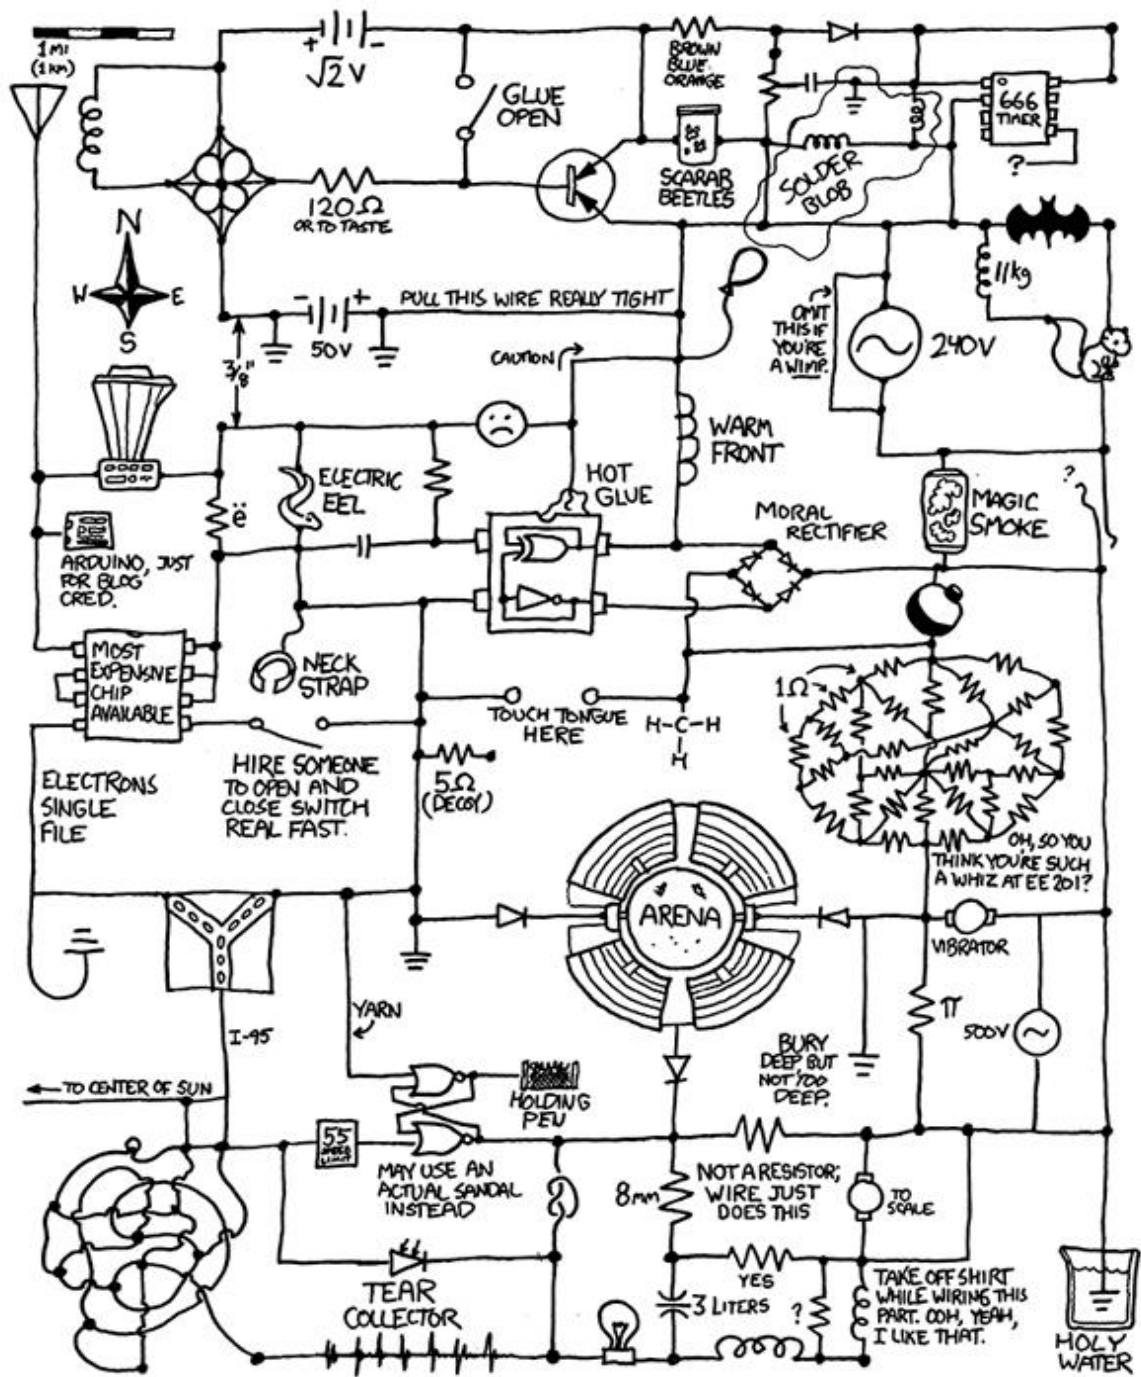 1 MI
(1 KM)
+
-
√2 V
GLUE
OPEN
BROWN
BLUE
ORANGE
666
TIMER
?
SCARAB
BEETLES
SOLDER
BLOB
120Ω
OR TO TASTE
N
W E
S
11kg
- +
50V
PULL THIS WIRE REALLY TIGHT
CAUTION
OMIT
THIS IF
YOU'RE
A WIMP.
240V
7/8"
WARM
FRONT
ELECTRIC
EEL
HOT
GLUE
ë
MORAL
RECTIFIER
MAGIC
SMOKE
?
ARDUINO, JUST
FOR BLOG
CRED.
MOST
EXPENSIVE
CHIP
AVAILABLE
NECK
STRAP
TOUCH TONGUE
HERE
H-C-H
H
1Ω
ELECTRONS
SINGLE
FILE
HIRE SOMEONE
TO OPEN AND
CLOSE SWITCH
REAL FAST.
5Ω
(DECOY)
OH, SO YOU
THINK YOU'RE SUCH
A WHIZ AT EE 201?
ARENA
VIBRATOR
π
500V
YARN
I-95
BURY
DEEP, BUT
NOT TOO
DEEP.
TO CENTER OF SUN
HOLDING
PEN
55
SPEED
LIMIT
MAY USE AN
ACTUAL SANDAL
INSTEAD
NOT A RESISTOR;
WIRE JUST
DOES THIS
8mm
TO
SCALE
TEAR
COLLECTOR
YES
3 LITERS
?
TAKE OFF SHIRT
WHILE WIRING THIS
PART. OOH, YEAH,
I LIKE THAT.
HOLY
WATER